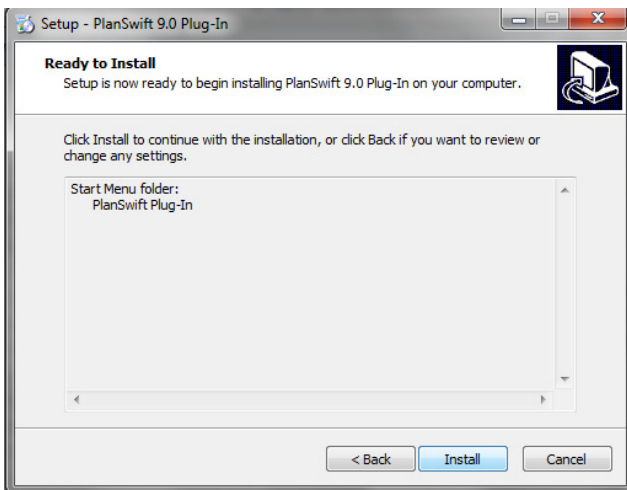 Setup - PlanSwift 9.0 Plug-In
Ready to Install
Setup is now ready to begin installing PlanSwift 9.0 Plug-In on your computer.
Click Install to continue with the installation, or click Back if you want to review or
change any settings.
Start Menu folder:
PlanSwift Plug-In
< Back Install Cancel